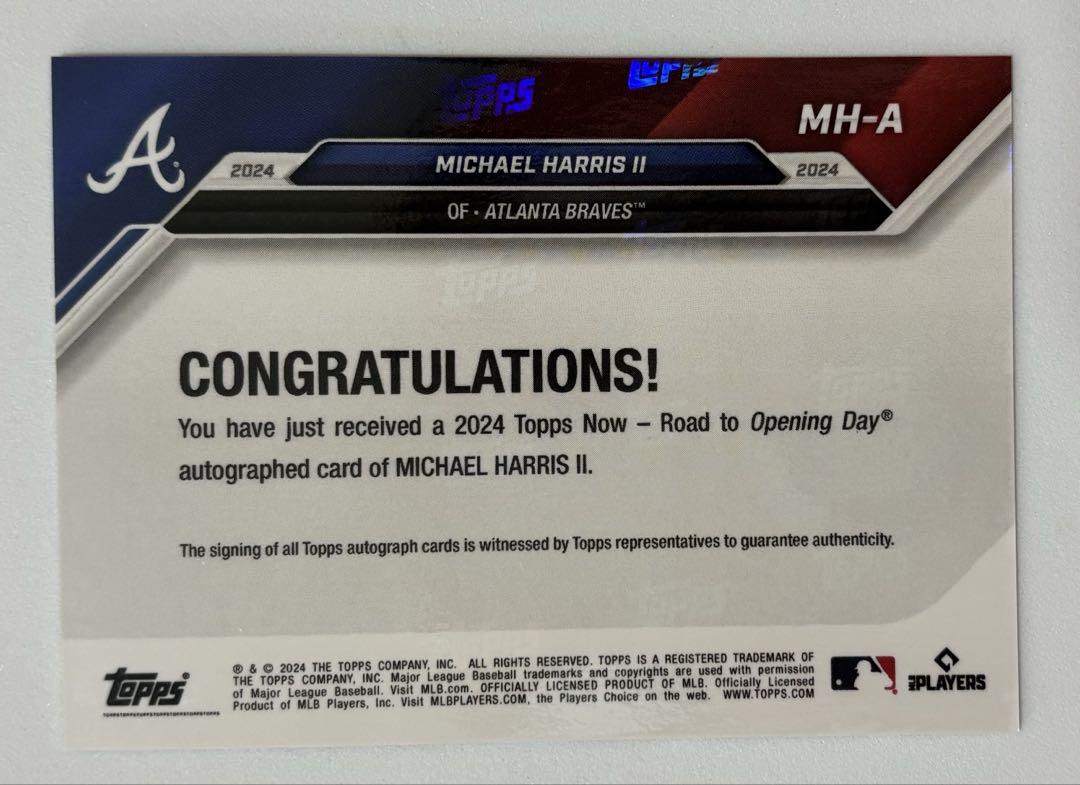 TOPPS
TOPPS
MH-A
A
2024 MICHAEL HARRIS II 2024
OF • ATLANTA BRAVES™
TOPPS
CONGRATULATIONS!
You have just received a 2024 Topps Now – Road to Opening Day®
autographed card of MICHAEL HARRIS II.
The signing of all Topps autograph cards is witnessed by Topps representatives to guarantee authenticity.
topps
® & © 2024 THE TOPPS COMPANY, INC. ALL RIGHTS RESERVED. TOPPS IS A REGISTERED TRADEMARK OF
THE TOPPS COMPANY, INC. Major League Baseball trademarks and copyrights are used with permission
of Major League Baseball. Visit MLB.com. OFFICIALLY LICENSED PRODUCT OF MLB. Officially Licensed
Product of MLB Players, Inc. Visit MLBPLAYERS.COM, the Players Choice on the web. WWW.TOPPS.COM
PLAYERS